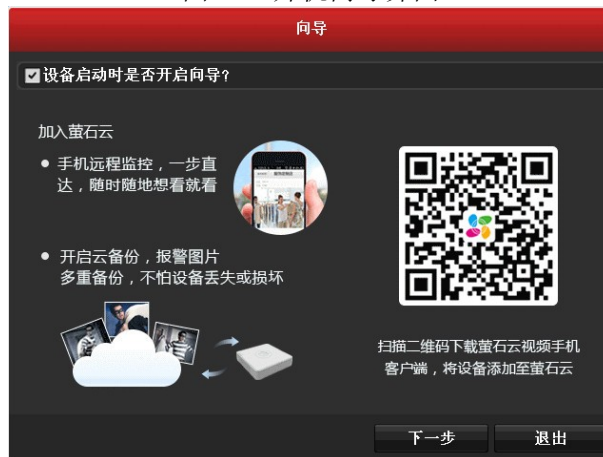 向导
设备启动时是否开启向导?
加入萤石云
手机远程监控，一步直
达，随时随地想看就看
开启云备份，报警图片
多重备份，不怕设备丢失或损坏
扫描二维码下载萤石云视频手机
客户端，将设备添加至萤石云
下一步
退出